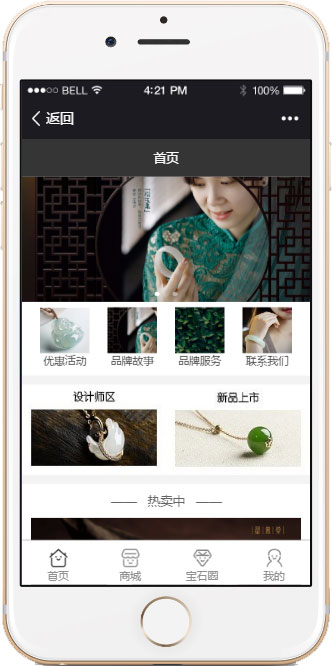 BELL 4:21 PM 100%
返回
首页
优惠活动 品牌故事 品牌服务 联系我们
设计师区 新品上市
热卖中
首页 商城 宝石圈 我的